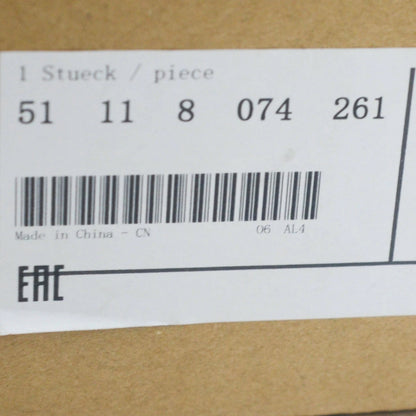 1 Stueck / piece
51 11 8 074 261
Made in China - CN 06 AL4
EAC